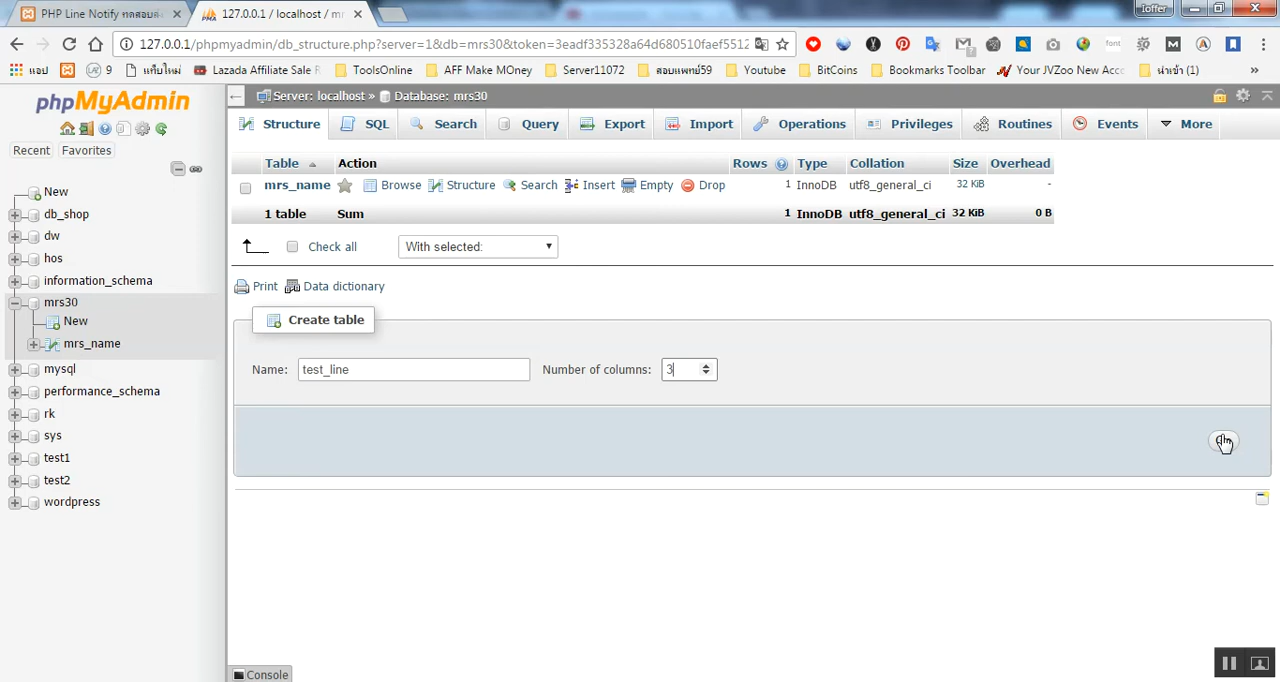 PHP Line Notify ทดสอบส่ง
127.0.0.1 / localhost / mr
Ioffer
127.0.0.1/phpmyadmin/db_structure.php?server=1&db=mrs30&token=3eadf335328a64d680510faef5512
แอป
9
แท็บใหม่
Lazada Affiliate Sale R
ToolsOnline
AFF Make MOney
Server11072
สอบแพทย์59
Youtube
BitCoins
Bookmarks Toolbar
Your JVZoo New Acco
นำเข้า (1)
phpMyAdmin
Server: localhost » Database: mrs30
Structure SQL Search Query Export Import Operations Privileges Routines Events More
Recent Favorites
New
db_shop
dw
hos
information_schema
mrs30
New
mrs_name
mysql
performance_schema
rk
sys
test1
test2
wordpress
Table Action Rows Type Collation Size Overhead
mrs_name Browse Structure Search Insert Empty Drop 1 InnoDB utf8_general_ci 32 KiB -
1 table Sum 1 InnoDB utf8_general_ci 32 KiB 0 B
Check all With selected:
Print Data dictionary
Create table
Name: test_line Number of columns: 3
Console